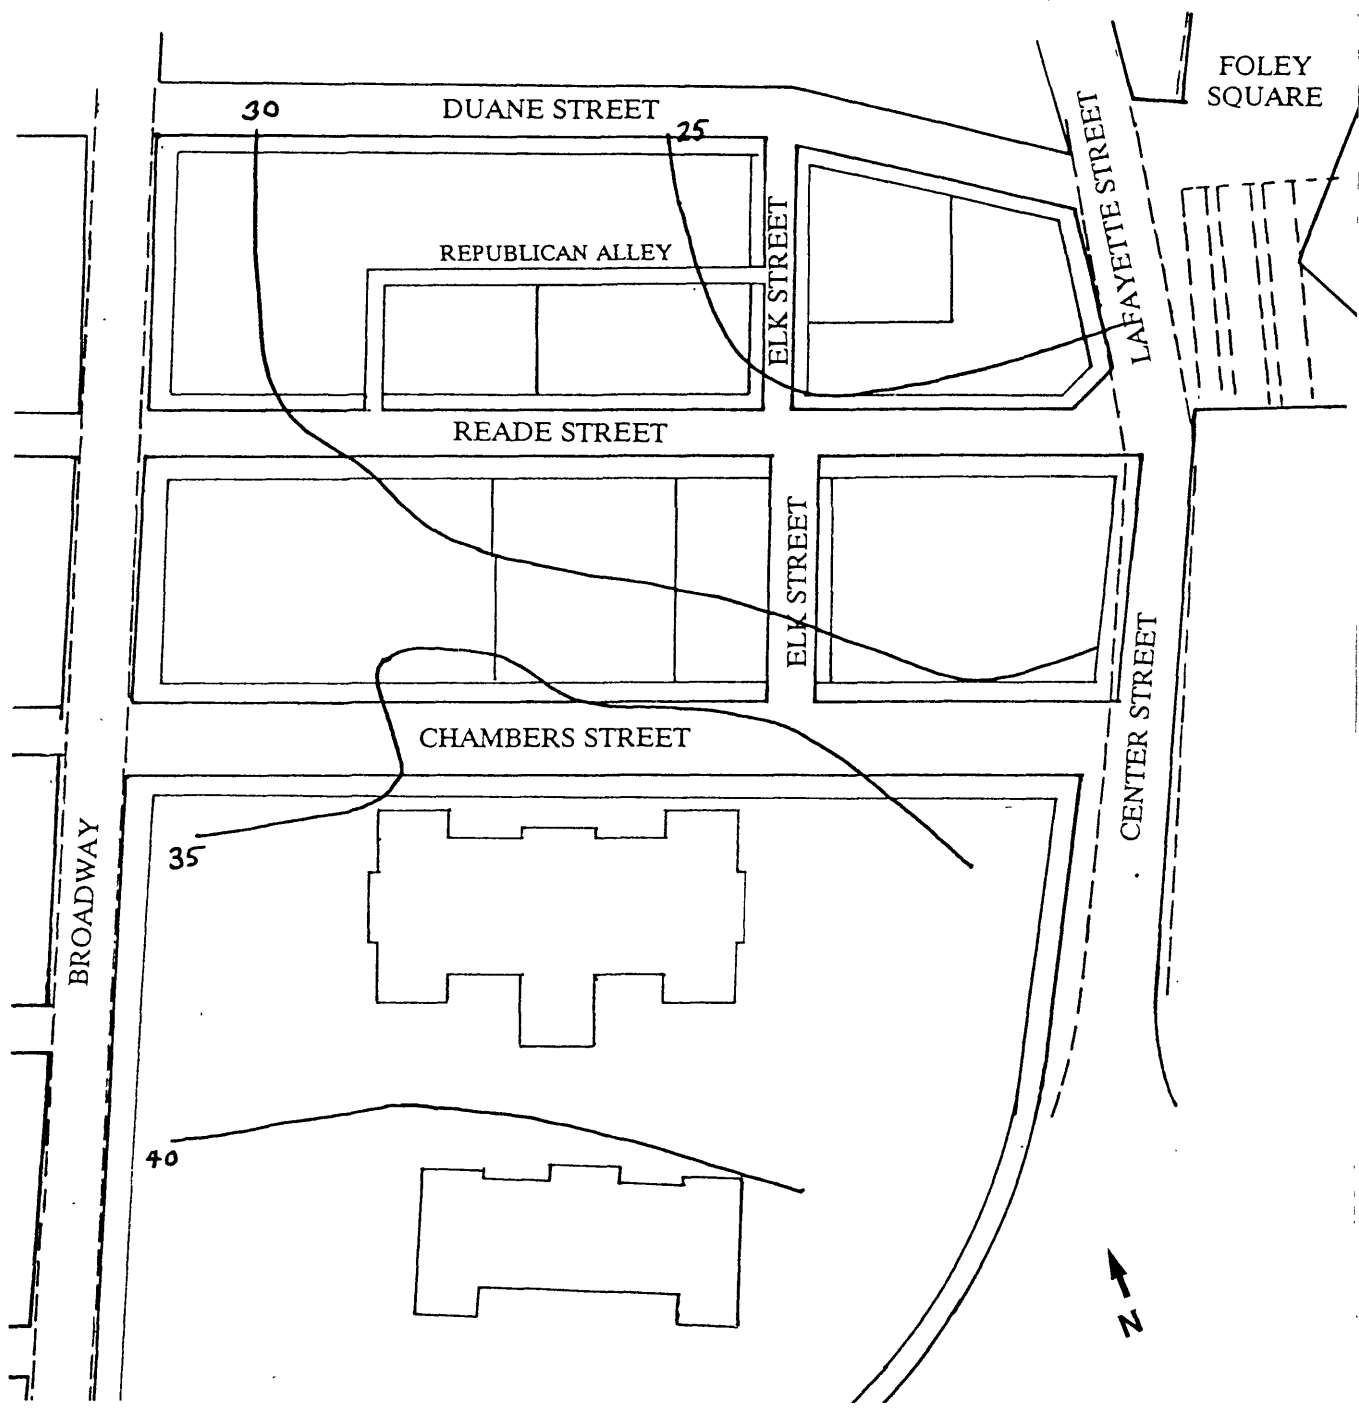 FOLEY
SQUARE
30
DUANE STREET
25
LAFAYETTE STREET
REPUBLICAN ALLEY
ELK STREET
READE STREET
ELK STREET
CHAMBERS STREET
CENTER STREET
35
BROADWAY
40
N